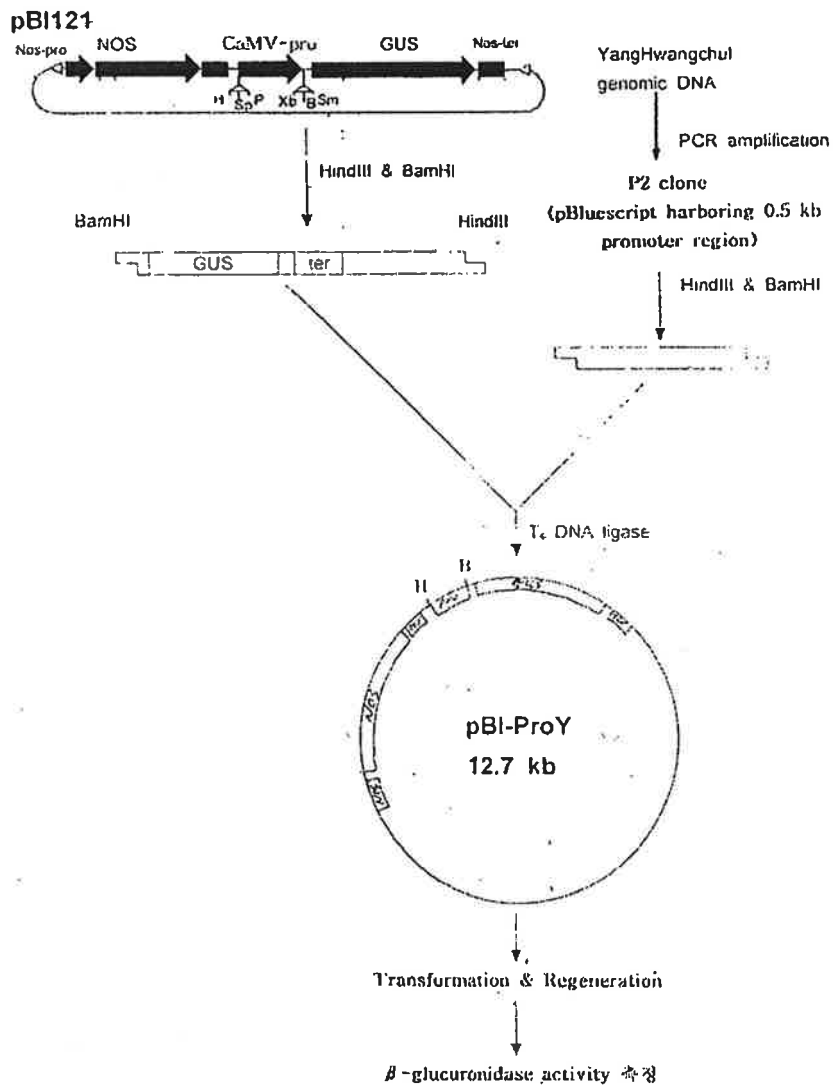 pBI121
Nos-pro NOS CaMV-pro GUS Nos-ter
H Sp P Xb B Sm
HindIII & BamHI
BamHI HindIII
GUS ter
YangHwangchul
genomic DNA
PCR amplification
P2 clone
(pBluescript harboring 0.5 kb
promoter region)
HindIII & BamHI
T₄ DNA ligase
H B
pBI-ProY
12.7 kb
Transformation & Regeneration
β-glucuronidase activity 측정